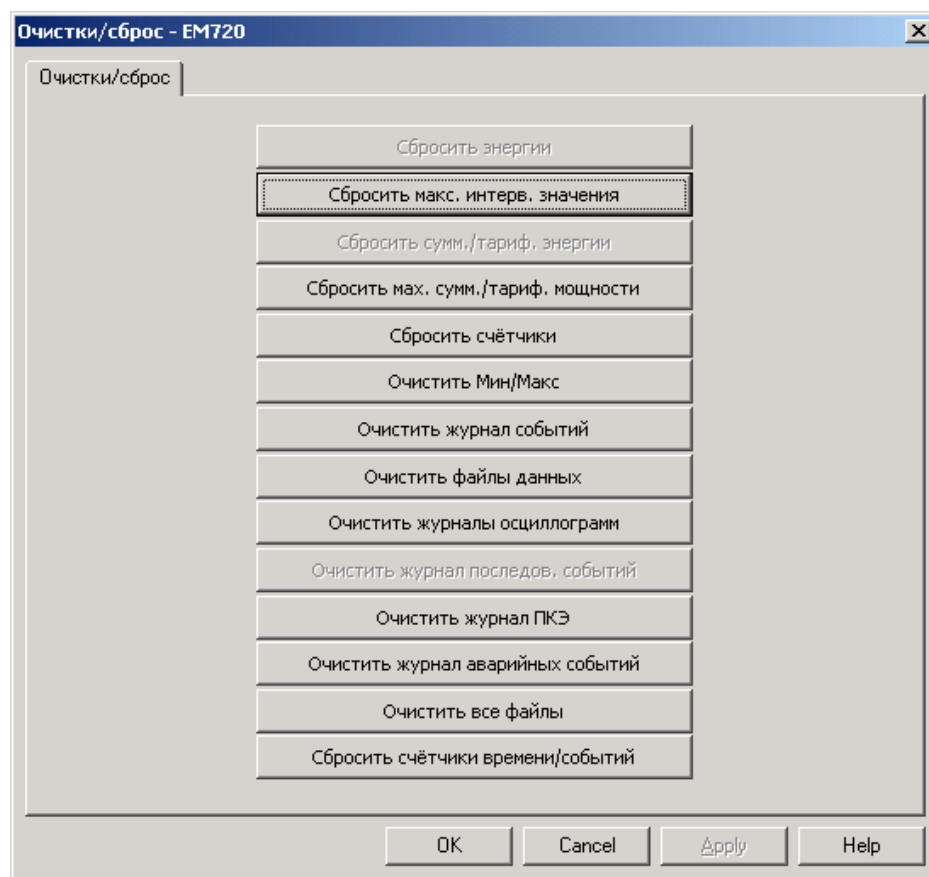 Очистки/сброс - EM720
Очистки/сброс
Сбросить энергии
Сбросить макс. интерв. значения
Сбросить сумм./тариф. энергии
Сбросить мах. сумм./тариф. мощности
Сбросить счётчики
Очистить Мин/Макс
Очистить журнал событий
Очистить файлы данных
Очистить журналы осциллограмм
Очистить журнал последов. событий
Очистить журнал ПКЭ
Очистить журнал аварийных событий
Очистить все файлы
Сбросить счётчики времени/событий
OK Cancel Apply Help